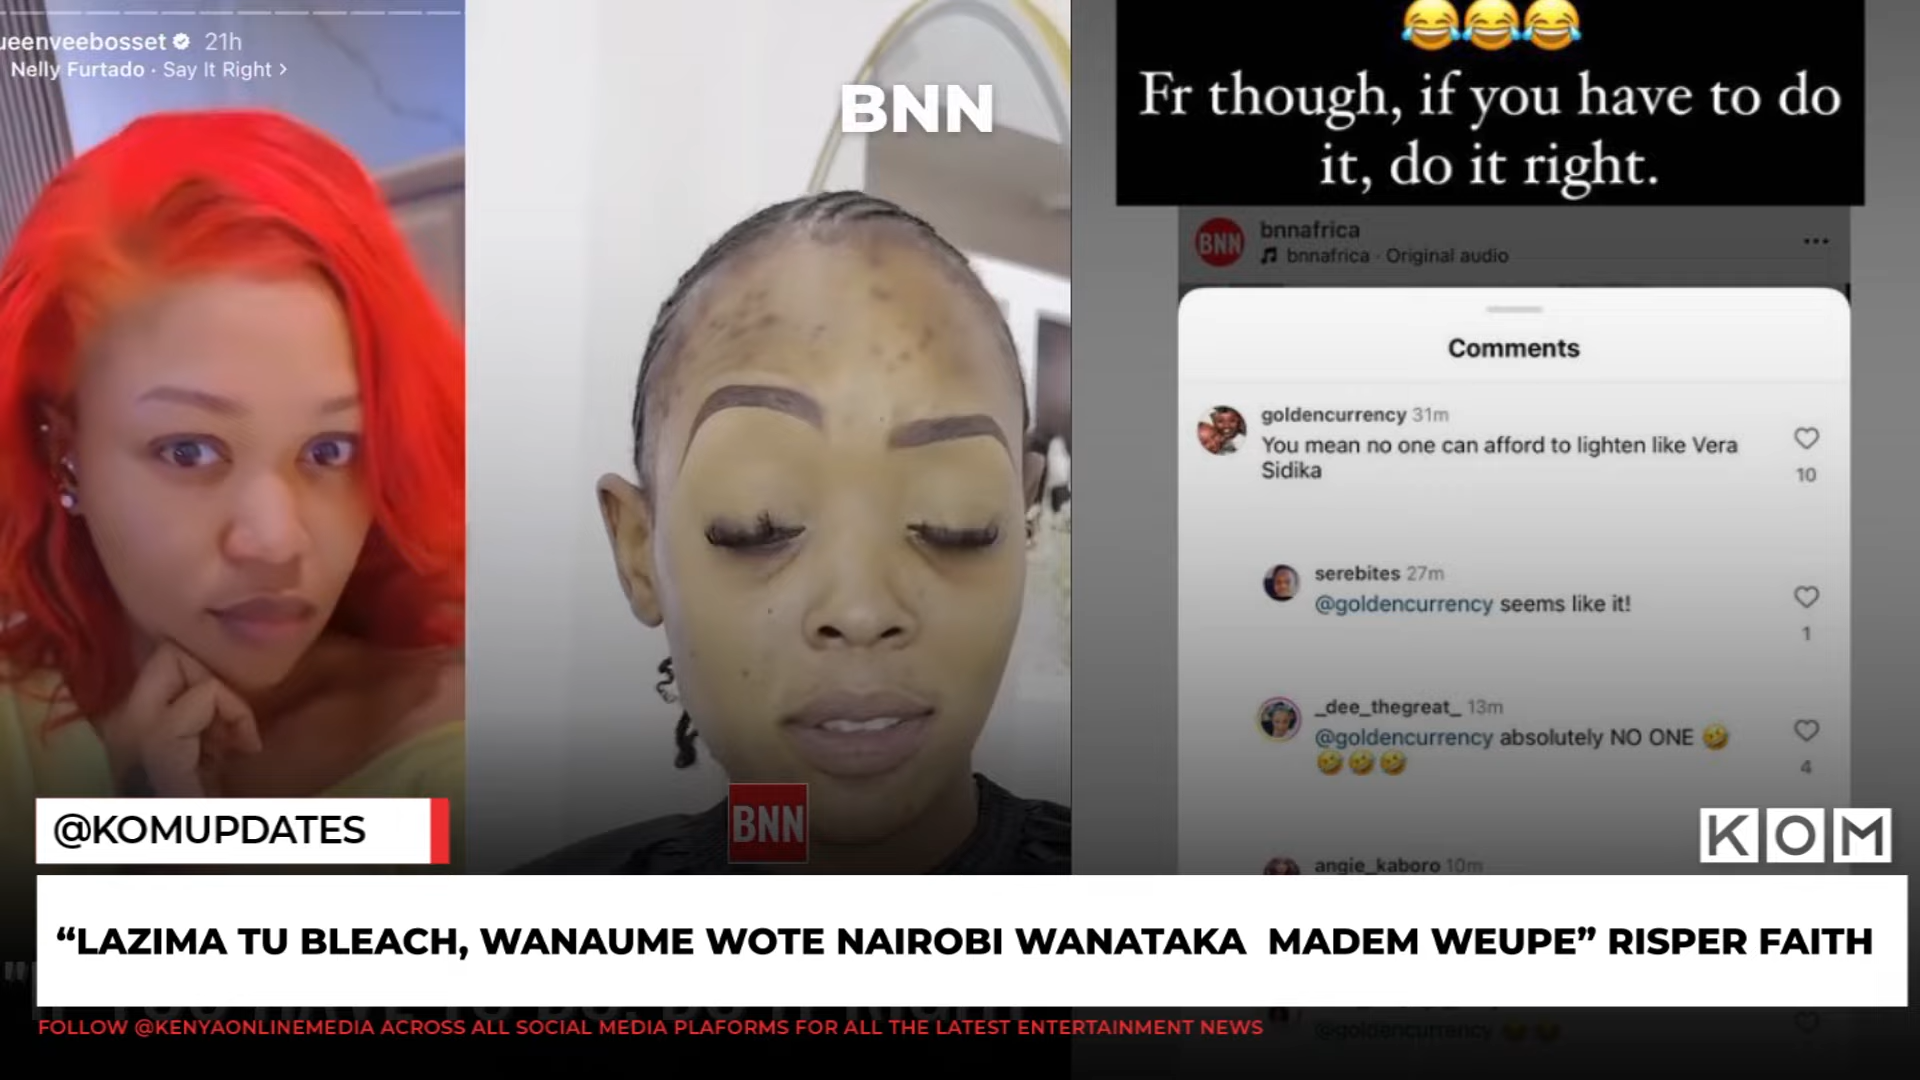 ueenveebosset 21h
Nelly Furtado · Say It Right >
BNN
😂😂😂
Fr though, if you have to do
it, do it right.
BNN
bnnafrica
bnnafrica · Original audio
Comments
goldencurrency 31m
You mean no one can afford to lighten like Vera
Sidika
10
serebites 27m
@goldencurrency seems like it!
1
_dee_thegreat_ 13m
@goldencurrency absolutely NO ONE 🤣
🤣🤣🤣
4
angie_kaboro 10m
BNN
@KOMUPDATES
KOM
“LAZIMA TU BLEACH, WANAUME WOTE NAIROBI WANATAKA MADEM WEUPE” RISPER FAITH
FOLLOW @KENYAONLINEMEDIA ACROSS ALL SOCIAL MEDIA PLAFORMS FOR ALL THE LATEST ENTERTAINMENT NEWS
@goldencurrency